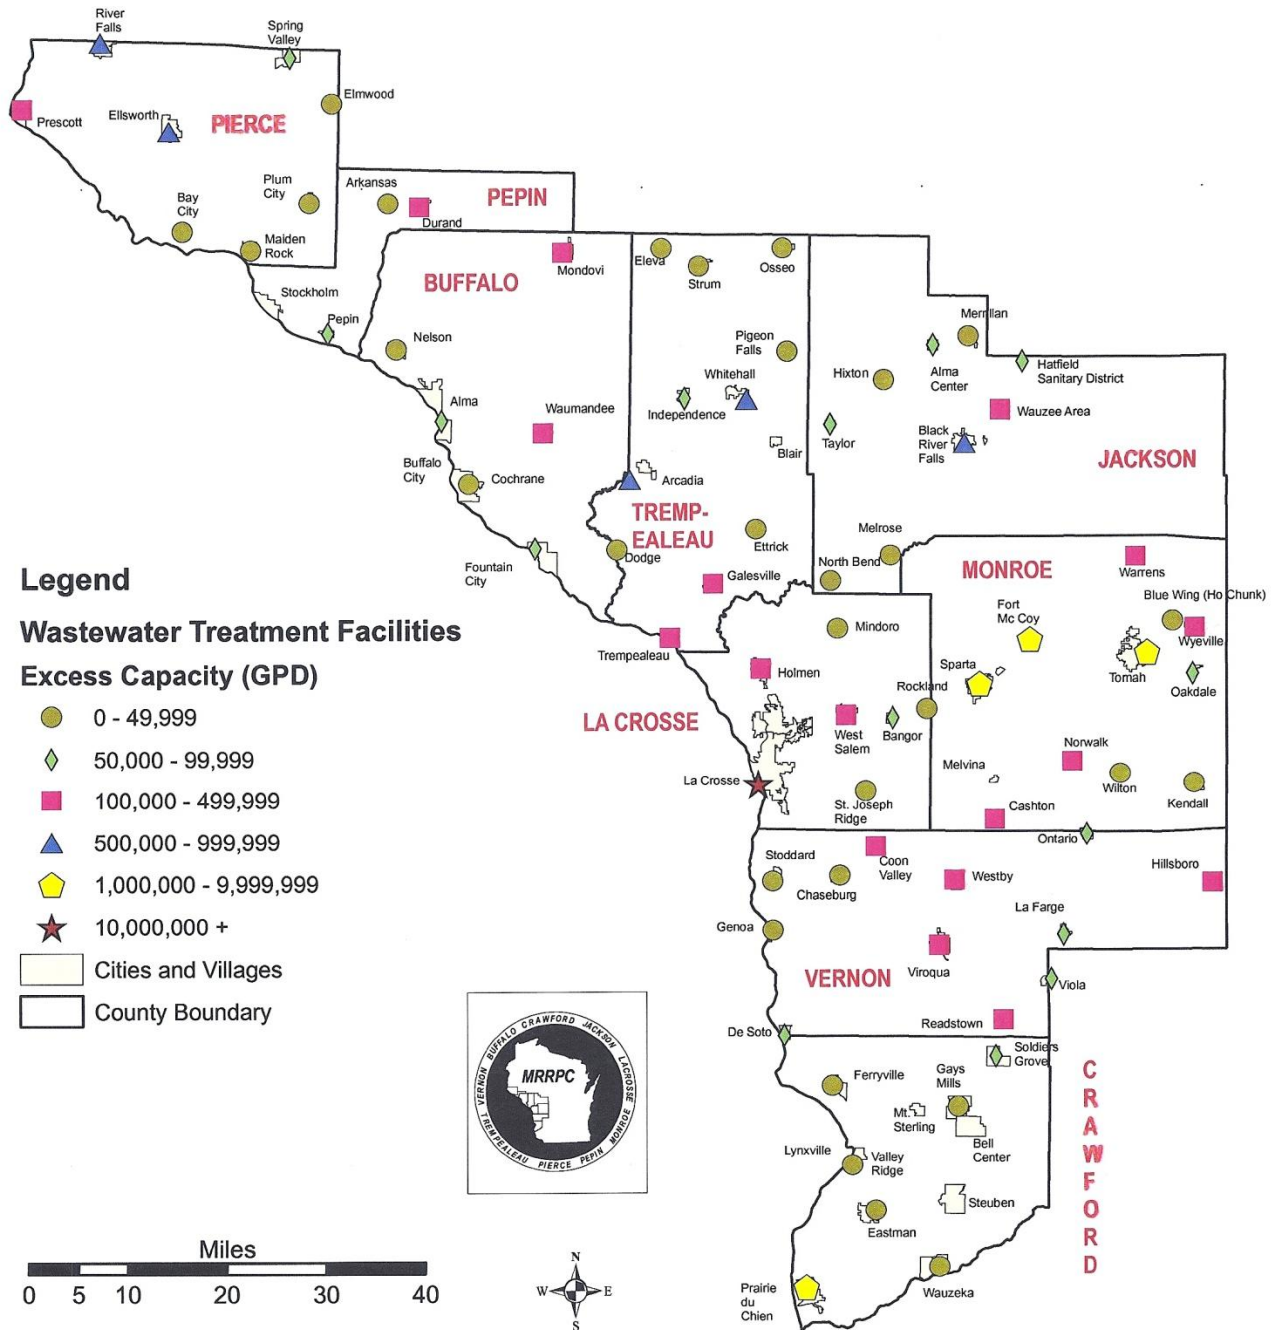 River
Falls
Spring
Valley
Elmwood
Prescott
Ellsworth
PIERCE
Plum
City
Bay
City
Maiden
Rock
Arkansas
PEPIN
Durand
Stockholm
Pepin
BUFFALO
Mondovi
Nelson
Alma
Waumandee
Buffalo
City
Cochrane
Fountain
City
Eleva
Strum
Osseo
Pigeon
Falls
Whitehall
Independence
Blair
Arcadia
TREMP-
EALEAU
Ettrick
Dodge
Galesville
Trempealeau
Merrillan
Alma
Center
Hatfield
Sanitary District
Hixton
Wauzee Area
Taylor
Black
River
Falls
JACKSON
Melrose
North Bend
MONROE
Warrens
Blue Wing (Ho Chunk)
Fort
Mc Coy
Wyeville
Tomah
Oakdale
Sparta
Rockland
Norwalk
Melvina
Wilton
Kendall
Cashton
Ontario
Mindoro
Holmen
LA CROSSE
West
Salem
Bangor
La Crosse
St. Joseph
Ridge
Stoddard
Chaseburg
Coon
Valley
Westby
Hillsboro
Genoa
La Farge
Viroqua
VERNON
Viola
Readstown
De Soto
Soldiers
Grove
Ferryville
Gays
Mills
Mt.
Sterling
Bell
Center
Lynxville
Valley
Ridge
Steuben
Eastman
Wauzeka
Prairie
du
Chien
C
R
A
W
F
O
R
D
Legend
Wastewater Treatment Facilities
Excess Capacity (GPD)
0 - 49,999
50,000 - 99,999
100,000 - 499,999
500,000 - 999,999
1,000,000 - 9,999,999
10,000,000 +
Cities and Villages
County Boundary
VERNON BUFFALO CRAWFORD JACKSON LACROSSE
MRRPC
TREMPEALEAU PIERCE PEPIN MONROE
Miles
0 5 10 20 30 40
N
W E
S